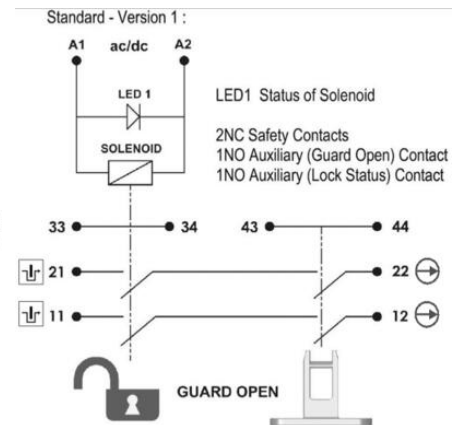 Standard - Version 1 :
A1 ac/dc A2
LED 1
LED1 Status of Solenoid
SOLENOID
2NC Safety Contacts
1NO Auxiliary (Guard Open) Contact
1NO Auxiliary (Lock Status) Contact
33 34 43 44
21 22
11 12
GUARD OPEN